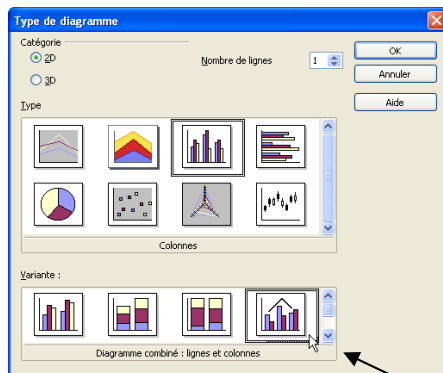 Type de diagramme
Catégorie
2D
3D
Nombre de lignes
1
OK
Annuler
Aide
Type
Colonnes
Variante :
Diagramme combiné : lignes et colonnes